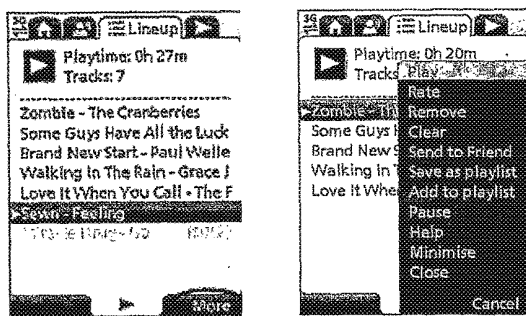 3G Lineup
Playtime: 0h 27m
Tracks: 7
Zombie - The Cranberries
Some Guys Have All the Luck
Brand New Start - Paul Welle
Walking In The Rain - Grace J
Love It When You Call - The F
Sewn - Feeling
More
3G Lineup
Playtime: 0h 20m
Tracks
Play
Zombie - Th
Some Guys H
Brand New S
Walking in T
Love It Whe
Rate
Remove
Clear
Send to Friend
Save as playlist
Add to playlist
Pause
Help
Minimise
Close
Cancel